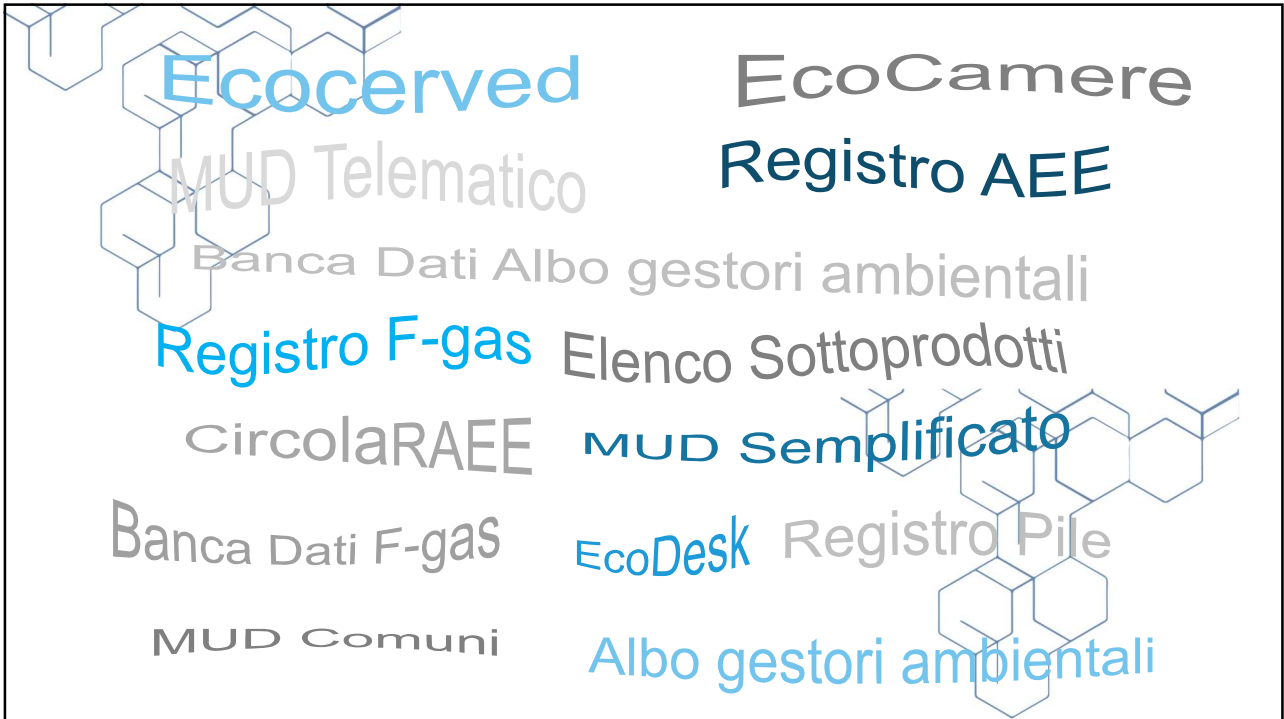 Ecocerved EcoCamere
MUD Telematico Registro AEE
Banca Dati Albo gestori ambientali
Registro F-gas Elenco Sottoprodotti
CircolaRAEE MUD Semplificato
Banca Dati F-gas EcoDesk Registro Pile
MUD Comuni Albo gestori ambientali